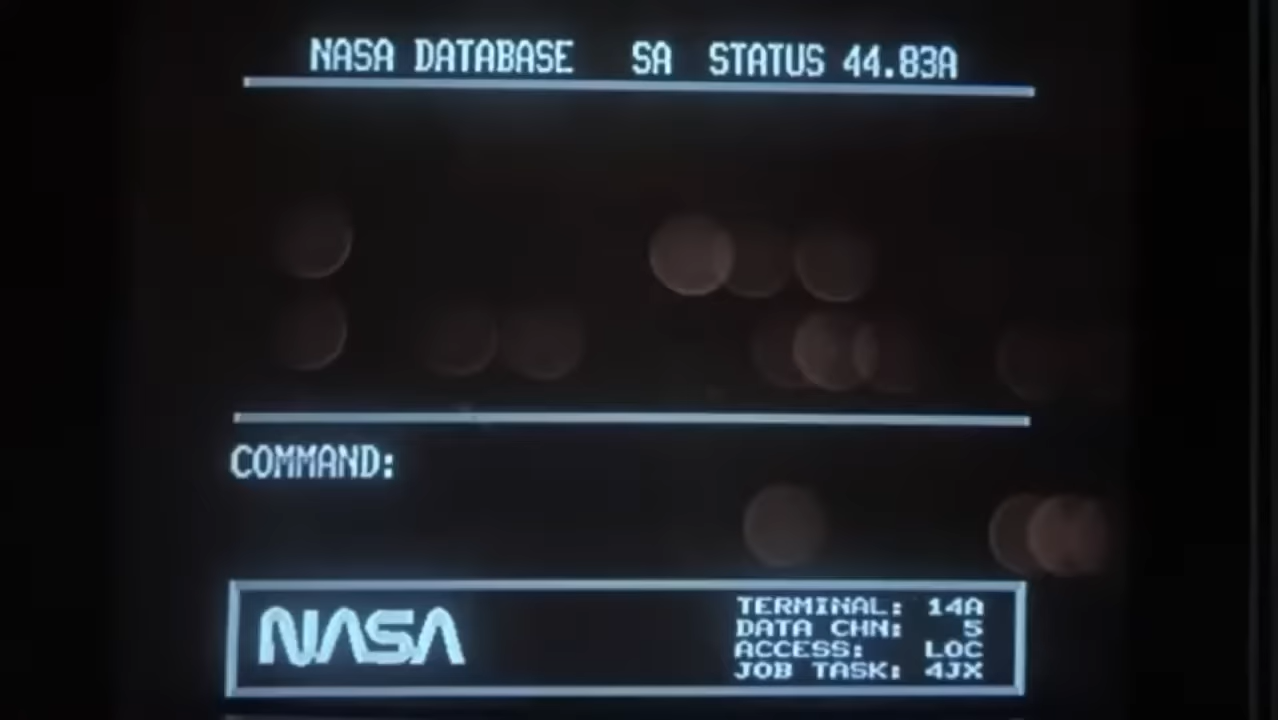 NASA DATABASE SA STATUS 44.83A
COMMAND:
NASA
TERMINAL: 14A
DATA CHN: 5
ACCESS: LOC
JOB TASK: 4JX